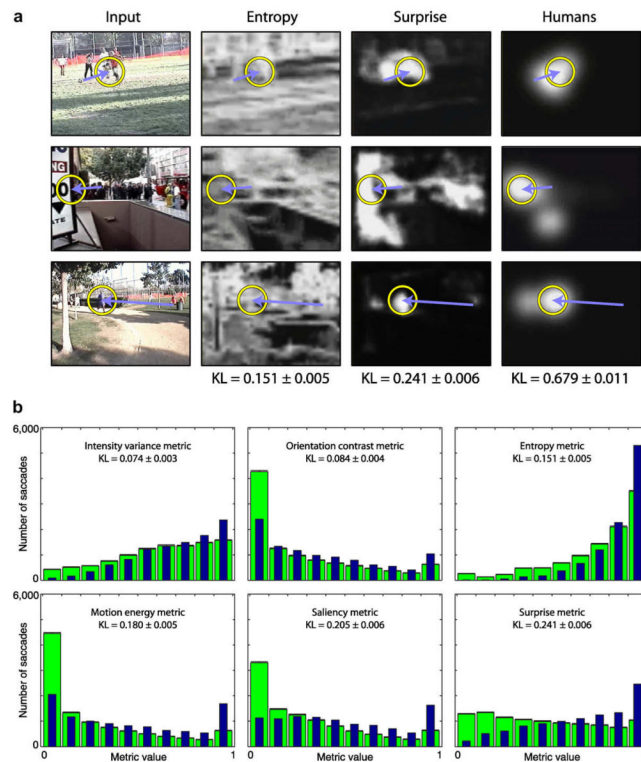 a
Input Entropy Surprise Humans
NG
00
ATE
KL = 0.151 ± 0.005 KL = 0.241 ± 0.006 KL = 0.679 ± 0.011
b
6,000
Number of saccades
0
Intensity variance metric
KL = 0.074 ± 0.003
Orientation contrast metric
KL = 0.084 ± 0.004
Entropy metric
KL = 0.151 ± 0.005
6,000
Number of saccades
0
Motion energy metric
KL = 0.180 ± 0.005
Saliency metric
KL = 0.205 ± 0.006
Surprise metric
KL = 0.241 ± 0.006
0 Metric value 1 0 Metric value 1 0 Metric value 1